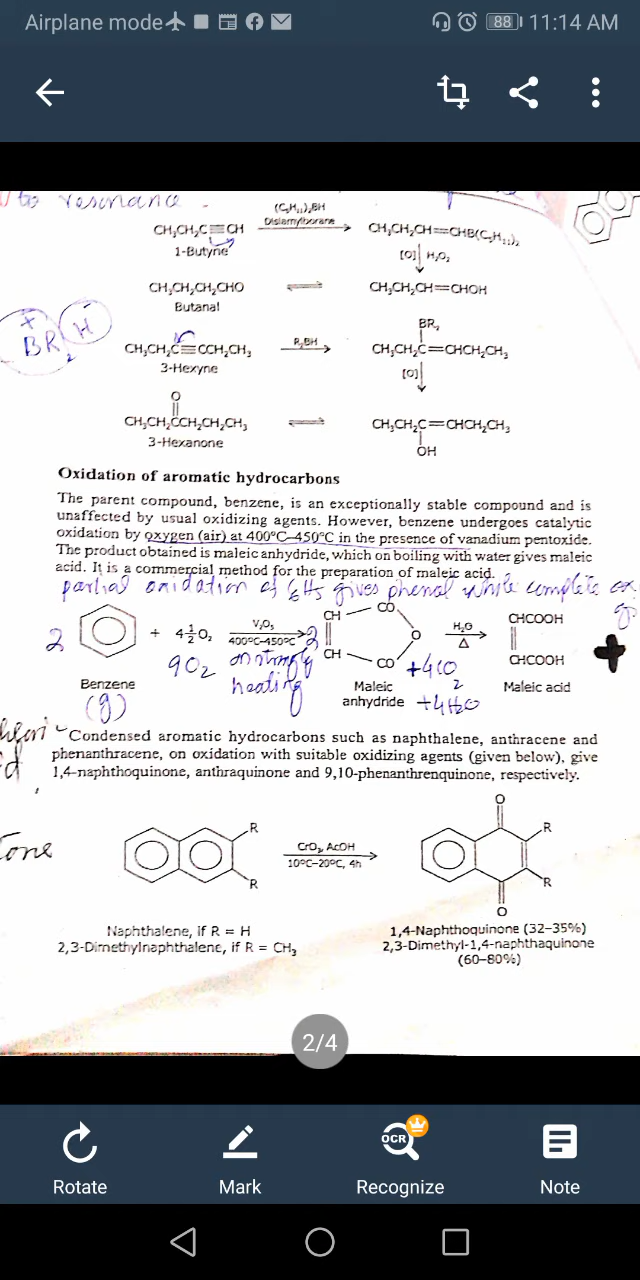 Airplane mode 88 11:14 AM
to resonance.
(C₅H₁₁)₂BH
CH₃CH₂C≡CH Disiamylborane CH₃CH₂CH=CHB(C₅H₁₁)₂
1-Butyne
[O] H₂O₂
CH₃CH₂CH₂CHO ⇌ CH₃CH₂CH=CHOH
Butanal
+ H
BR₂
BR₂
CH₃CH₂C≡CCH₂CH₃ R₂BH CH₃CH₂C=CHCH₂CH₃
3-Hexyne
[O]
O
CH₃CH₂CCH₂CH₂CH₃ ⇌ CH₃CH₂C=CHCH₂CH₃
3-Hexanone
OH
Oxidation of aromatic hydrocarbons
The parent compound, benzene, is an exceptionally stable compound and is
unaffected by usual oxidizing agents. However, benzene undergoes catalytic
oxidation by oxygen (air) at 400°C–450°C in the presence of vanadium pentoxide.
The product obtained is maleic anhydride, which on boiling with water gives maleic
acid. It is a commercial method for the preparation of maleic acid.
partial oxidation of C₆H₅ gives phenol while complete ox
2 + 4½O₂ V₂O₅ 400°C–450°C 2 CH CO O CH CO H₂O Δ CHCOOH CHCOOH
9O₂ on strongly heating +4CO₂
Benzene Maleic anhydride Maleic acid
(g) +4H₂O
Condensed aromatic hydrocarbons such as naphthalene, anthracene and
phenanthracene, on oxidation with suitable oxidizing agents (given below), give
1,4-naphthoquinone, anthraquinone and 9,10-phenanthrenquinone, respectively.
tone
O
R CrO₃, AcOH R
10°C–20°C, 4h
R R
O
Naphthalene, if R = H 1,4-Naphthoquinone (32–35%)
2,3-Dimethylnaphthalene, if R = CH₃ 2,3-Dimethyl-1,4-naphthaquinone
(60–80%)
2/4
OCR
Rotate Mark Recognize Note